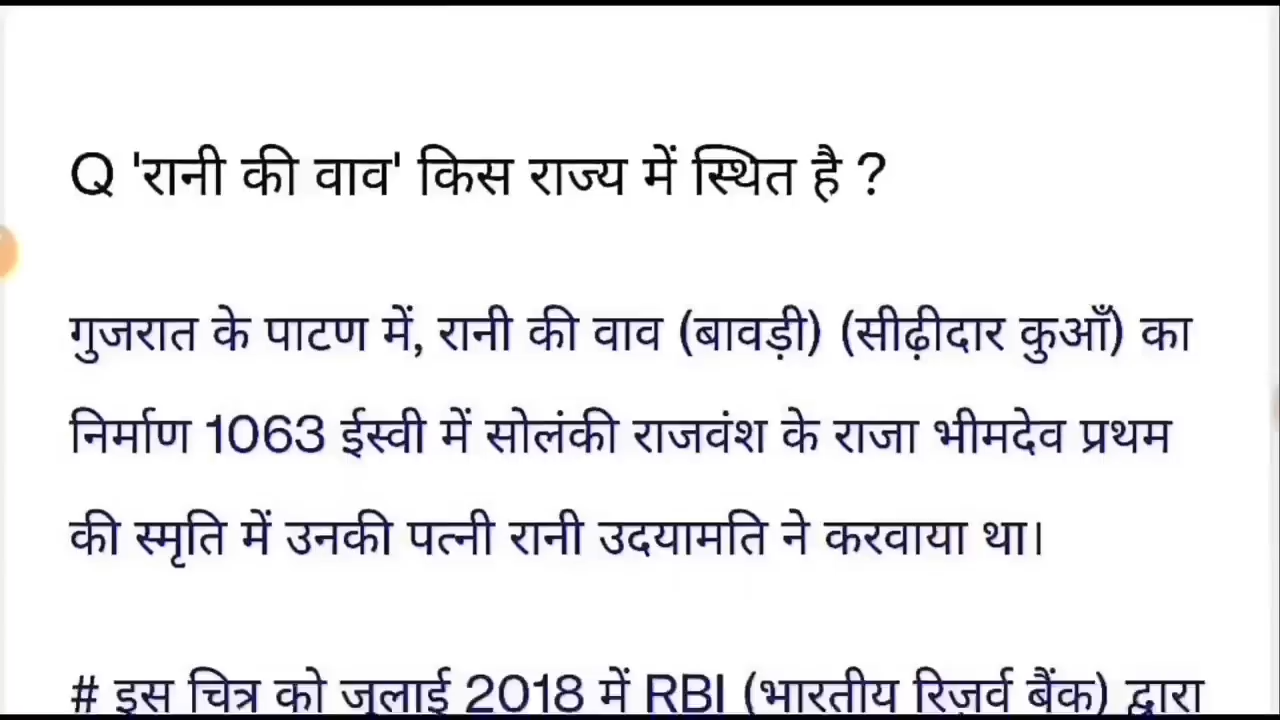 Q 'रानी की वाव' किस राज्य में स्थित है ?
गुजरात के पाटण में, रानी की वाव (बावड़ी) (सीढ़ीदार कुआँ) का
निर्माण 1063 ईस्वी में सोलंकी राजवंश के राजा भीमदेव प्रथम
की स्मृति में उनकी पत्नी रानी उदयामति ने करवाया था।
# इस चित्र को जुलाई 2018 में RBI (भारतीय रिज़र्व बैंक) द्वारा